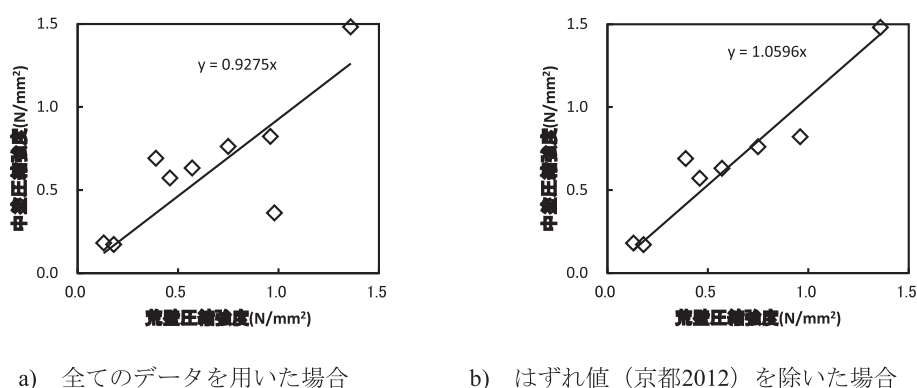 1.5
1.0
0.5
0.0
0.0 0.5 1.0 1.5
y = 0.9275x
中塗圧縮強度(N/mm²)
荒壁圧縮強度(N/mm²)
a) 全てのデータを用いた場合
1.5
1.0
0.5
0.0
0.0 0.5 1.0 1.5
y = 1.0596x
中塗圧縮強度(N/mm²)
荒壁圧縮強度(N/mm²)
b) はずれ値（京都2012）を除いた場合